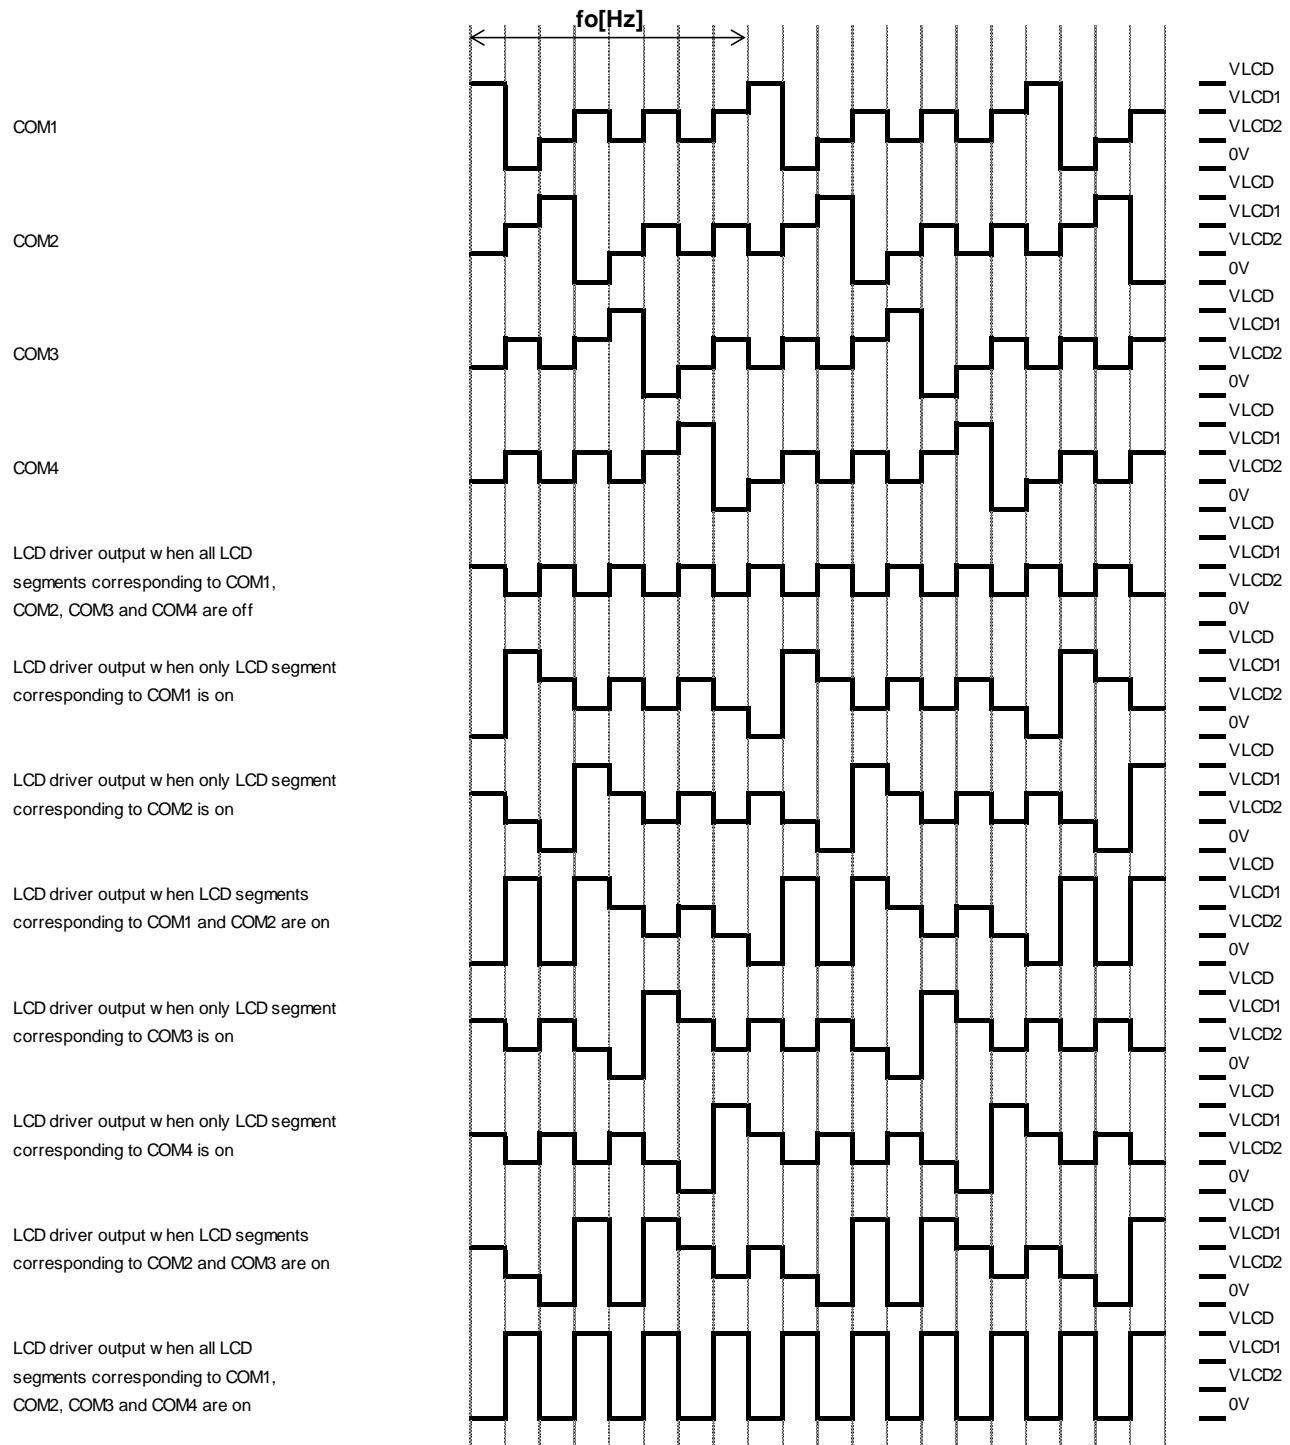 fo[Hz]
VLCD
VLCD1
COM1
VLCD2
0V
VLCD
VLCD1
COM2
VLCD2
0V
VLCD
VLCD1
COM3
VLCD2
0V
VLCD
VLCD1
COM4
VLCD2
0V
VLCD
LCD driver output when all LCD
VLCD1
segments corresponding to COM1,
VLCD2
COM2, COM3 and COM4 are off
0V
VLCD
LCD driver output when only LCD segment
VLCD1
corresponding to COM1 is on
VLCD2
0V
VLCD
LCD driver output when only LCD segment
VLCD1
corresponding to COM2 is on
VLCD2
0V
VLCD
LCD driver output when LCD segments
VLCD1
corresponding to COM1 and COM2 are on
VLCD2
0V
VLCD
LCD driver output when only LCD segment
VLCD1
corresponding to COM3 is on
VLCD2
0V
VLCD
LCD driver output when only LCD segment
VLCD1
corresponding to COM4 is on
VLCD2
0V
VLCD
LCD driver output when LCD segments
VLCD1
corresponding to COM2 and COM3 are on
VLCD2
0V
VLCD
LCD driver output when all LCD
VLCD1
segments corresponding to COM1,
VLCD2
COM2, COM3 and COM4 are on
0V